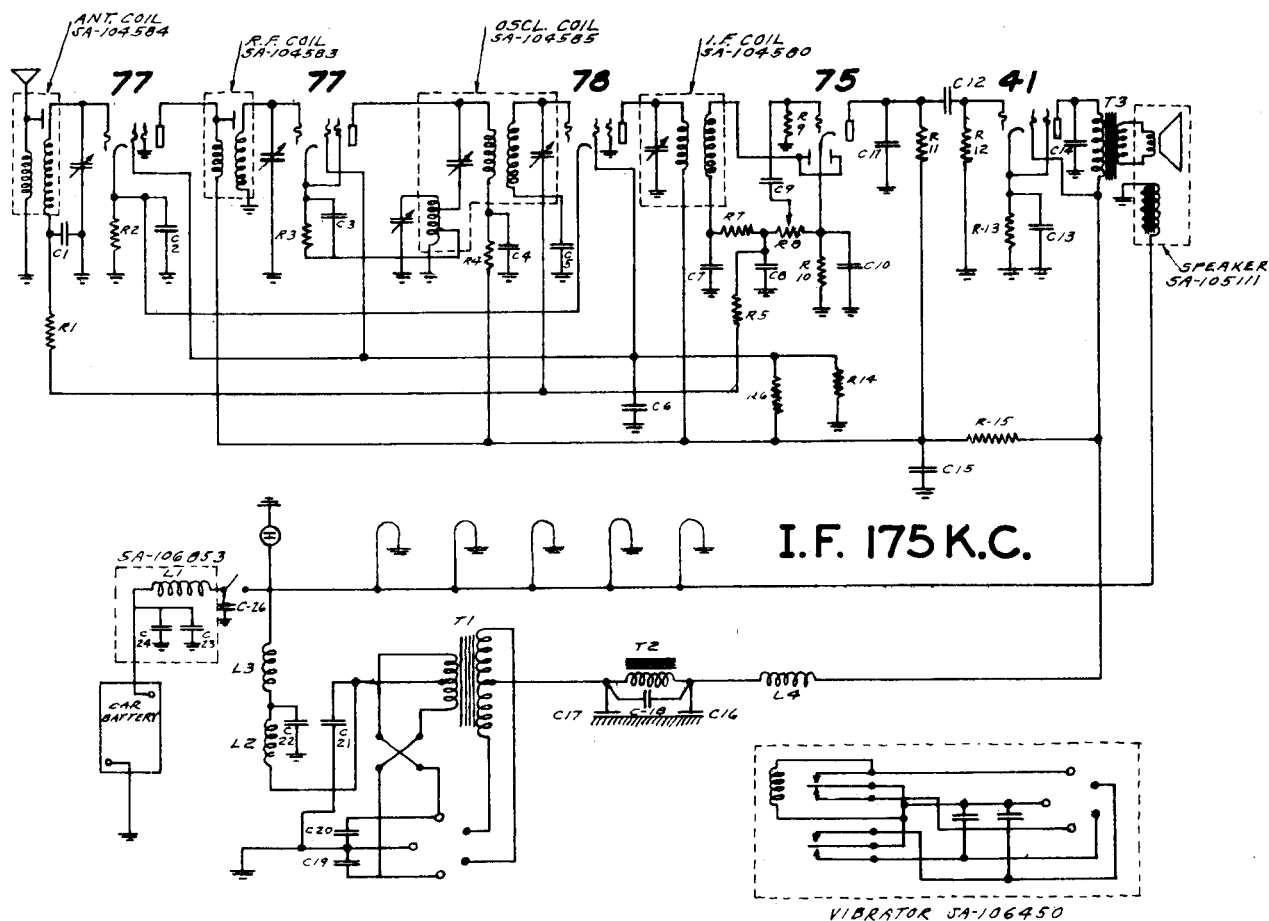 ANT. COIL
SA-104584
R.F. COIL
SA-104583
OSCL. COIL
SA-104585
I.F. COIL
SA-104580
77
77
78
75
41
C12
T3
R9
C11
R11
R12
C14
C9
C1
R2
C2
R3
C3
R4
C4
C5
R7
R8
C7
C8
R10
C10
R-13
C13
SPEAKER
SA-105111
R1
R5
C6
R6
R14
R-15
C15
I.F. 175 K.C.
SA-106853
L1
C-26
C24
C23
L3
T1
T2
L4
C17
C-18
C16
CAR
BATTERY
L2
C22
C21
C20
C19
VIBRATOR SA-106450